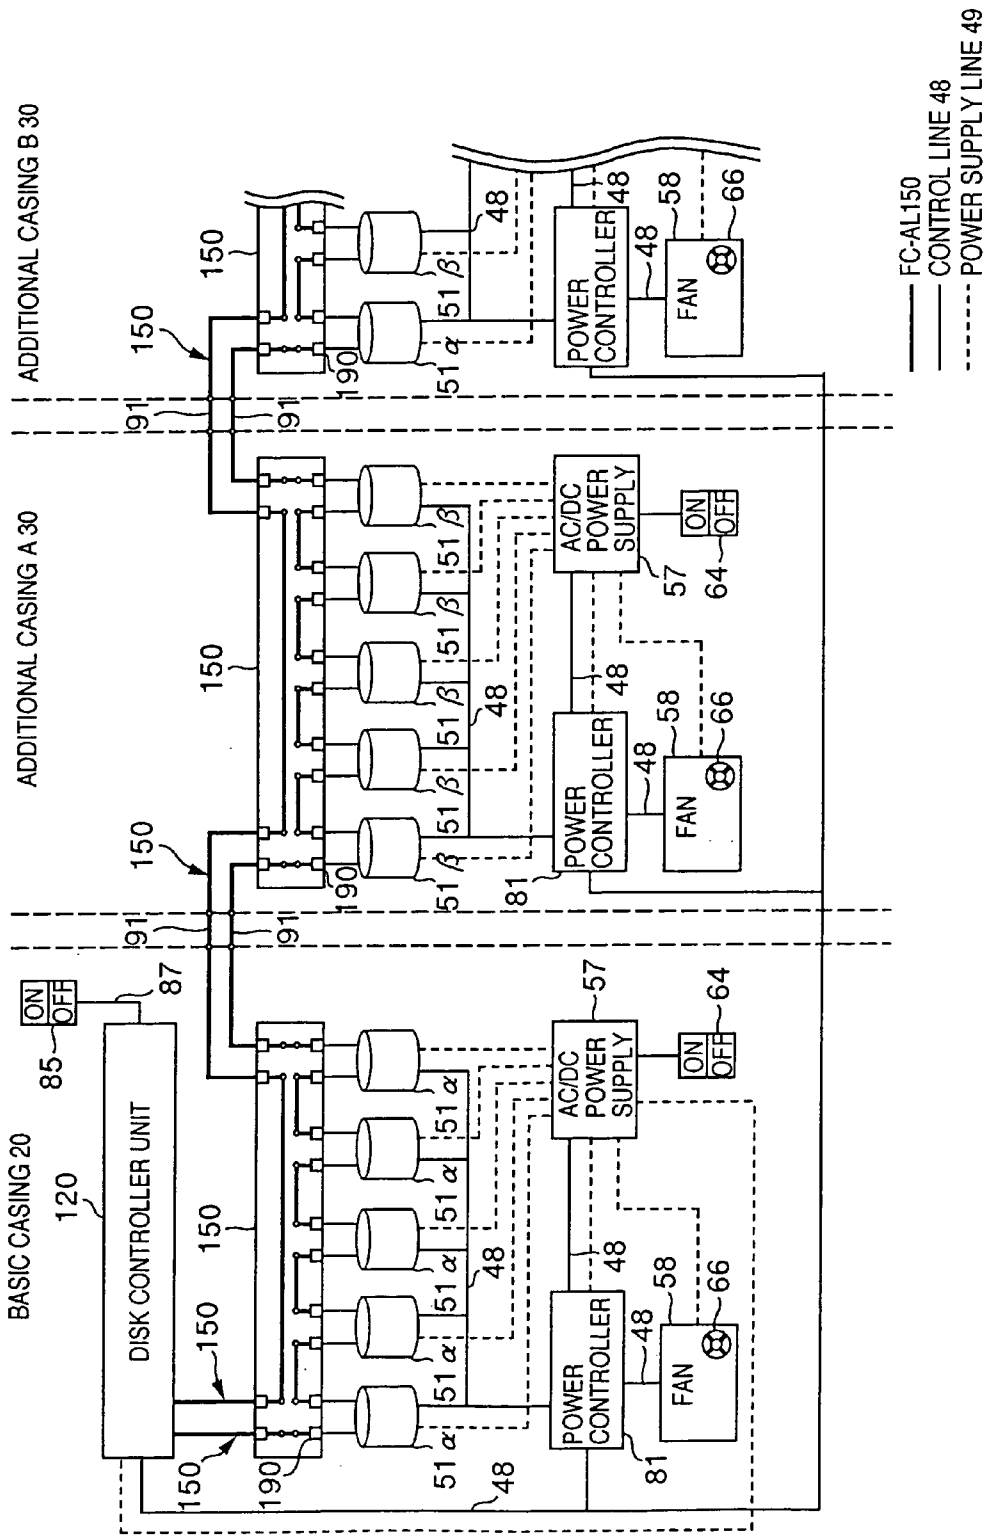 BASIC CASING 20
120
DISK CONTROLLER UNIT
ON
OFF
85
87
150
150
150
190
51 α
51 α
51 α
51 α
51 α
48
48
POWER
CONTROLLER
81
48
48
FAN
58
66
AC/DC
POWER
SUPPLY
57
ON
OFF
64
91
91
ADDITIONAL CASING A 30
150
150
190
51 β
51 β
51 β
51 β
51 β
48
POWER
CONTROLLER
81
48
48
FAN
58
66
AC/DC
POWER
SUPPLY
57
ON
OFF
64
91
91
ADDITIONAL CASING B 30
150
150
190
51 α
51 β
48
POWER
CONTROLLER
48
48
FAN
58
66
FC-AL150
CONTROL LINE 48
POWER SUPPLY LINE 49